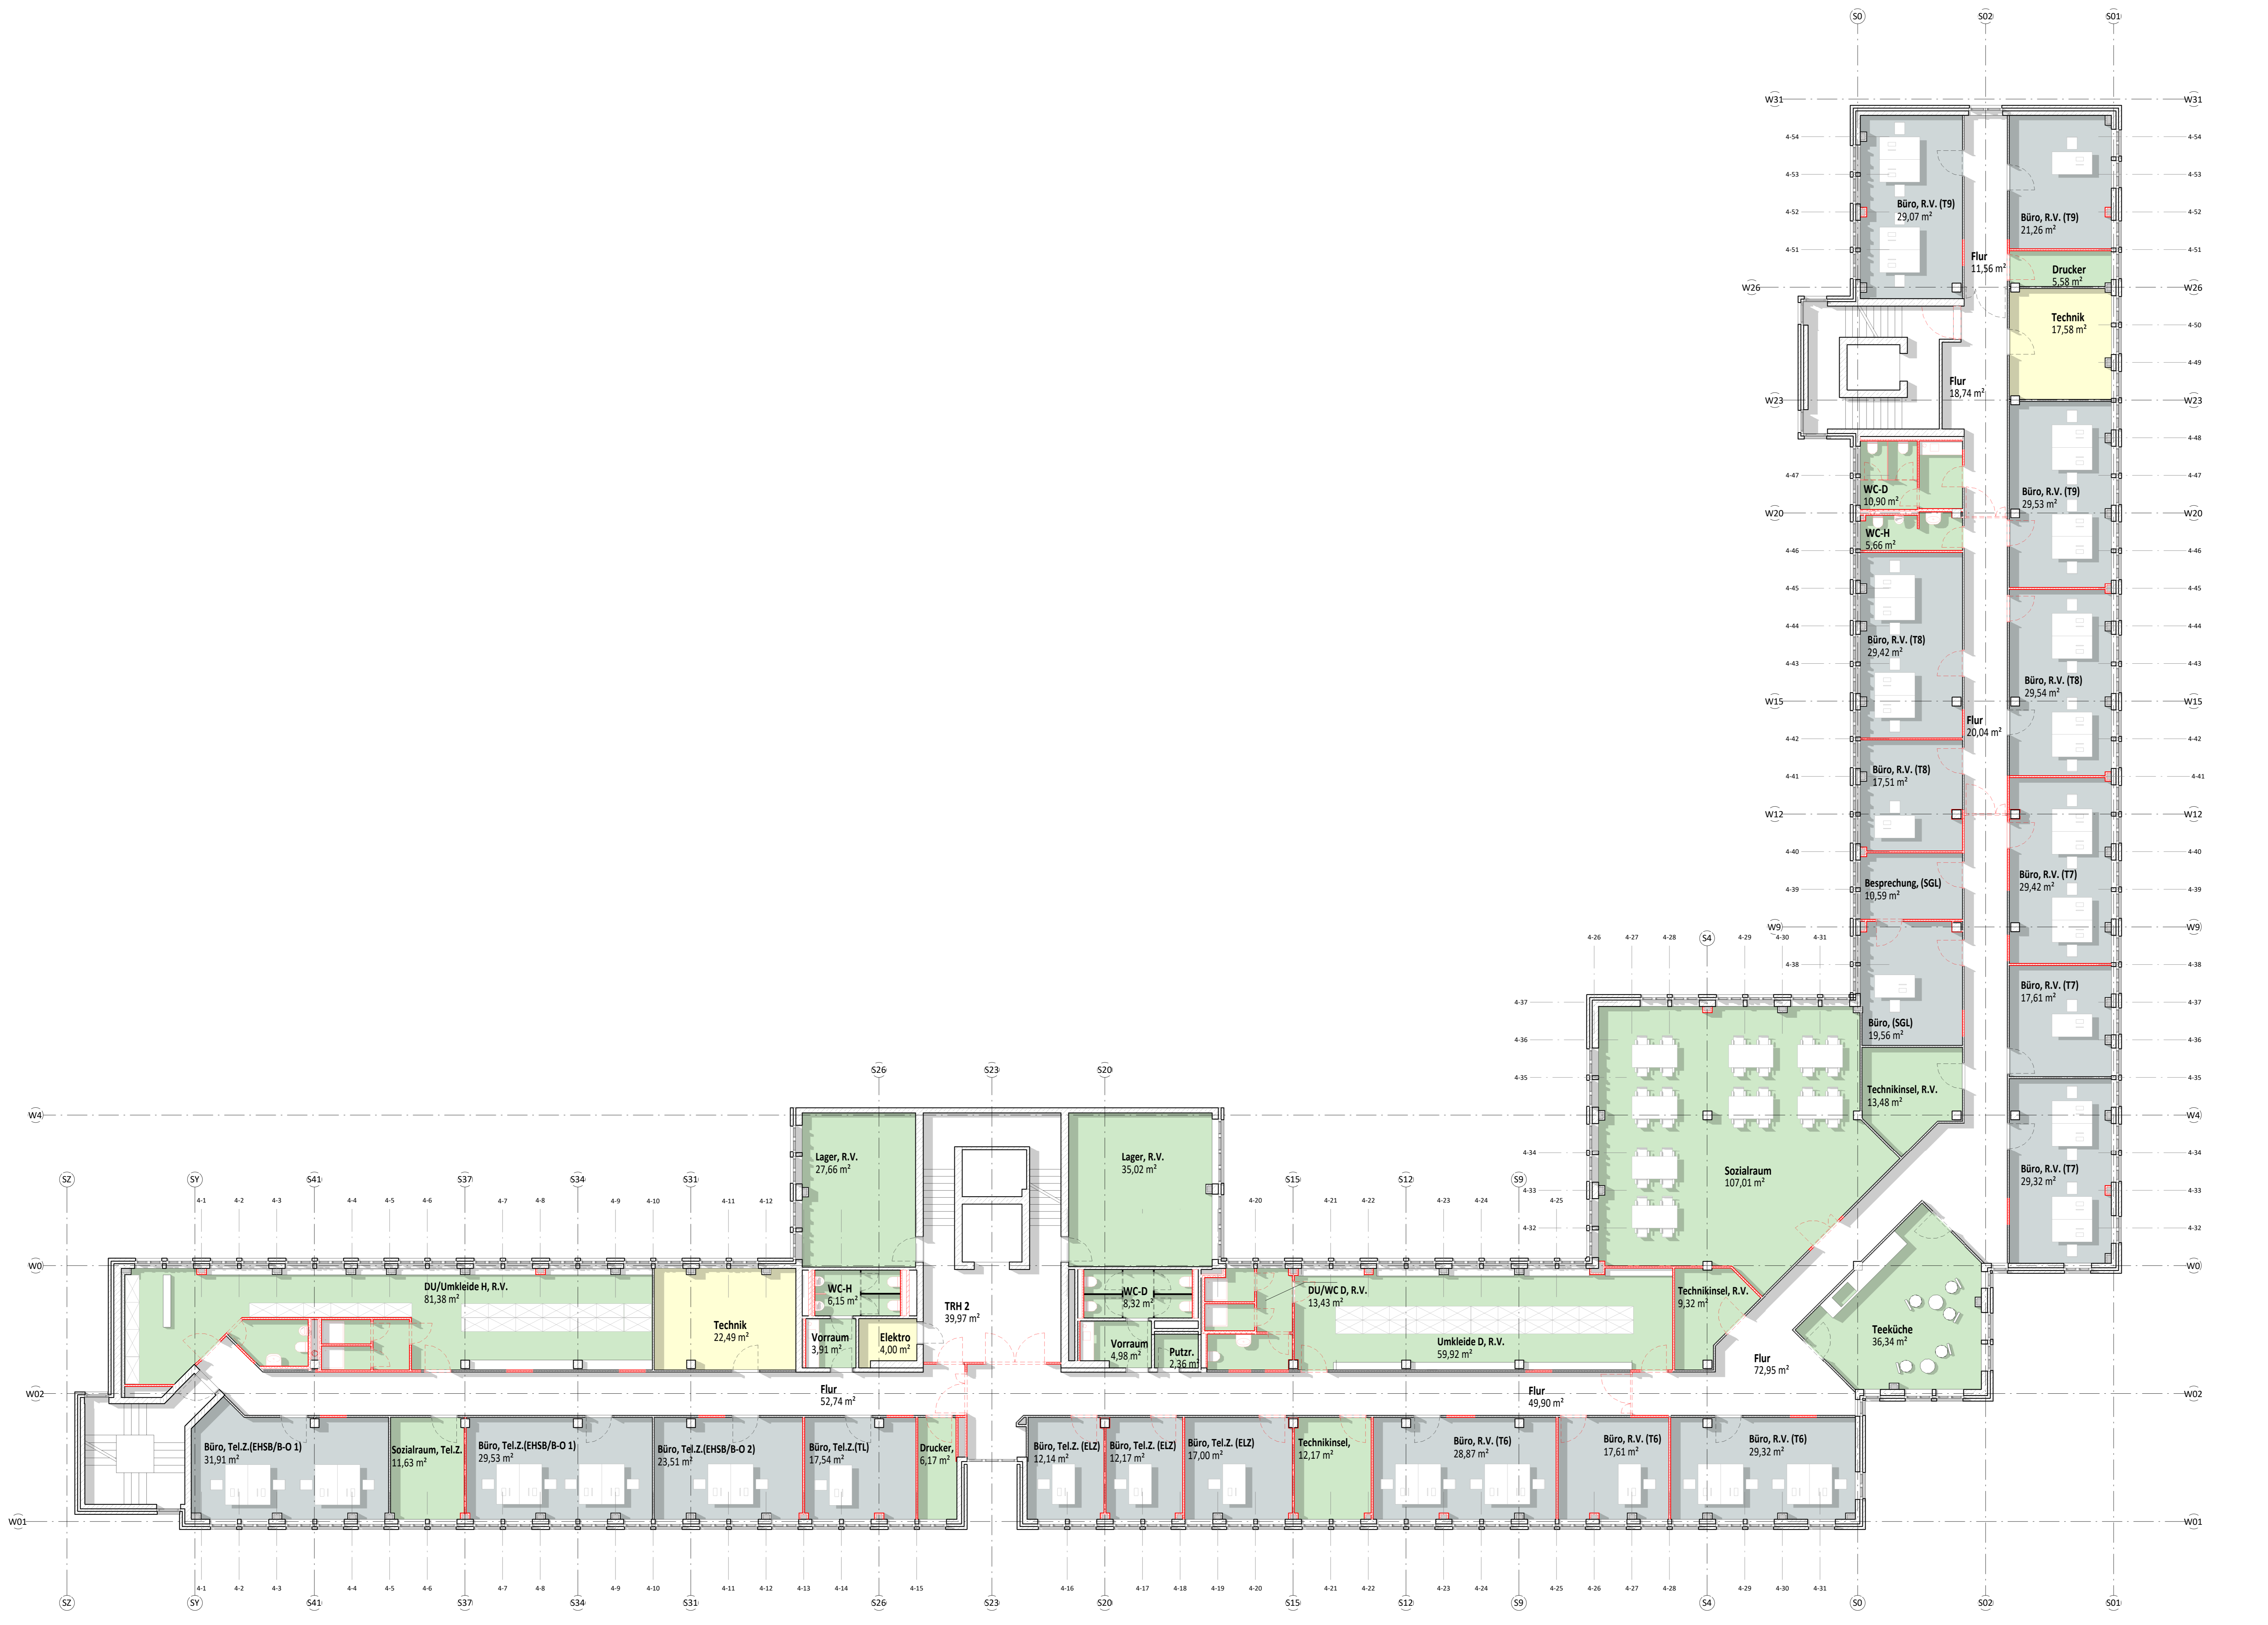 S0
S02
S01
W31
W31
4-54
4-54
4-53
4-53
Büro, R.V. (T9)
29,07 m²
4-52
4-52
Büro, R.V. (T9)
21,26 m²
4-51
4-51
Flur
11,56 m²
Drucker
5,58 m²
W26
W26
Technik
17,58 m²
4-50
4-49
Flur
18,74 m²
W23
W23
4-48
4-47
4-47
WC-D
10,90 m²
Büro, R.V. (T9)
29,53 m²
W20
W20
WC-H
5,66 m²
4-46
4-46
4-45
4-45
4-44
4-44
Büro, R.V. (T8)
29,42 m²
4-43
4-43
Büro, R.V. (T8)
29,54 m²
W15
W15
Flur
20,04 m²
4-42
4-42
Büro, R.V. (T8)
17,51 m²
4-41
4-41
W12
W12
4-40
4-40
Büro, R.V. (T7)
29,42 m²
Besprechung, (SGL)
10,59 m²
4-39
4-39
W9
W9
4-26
4-27
4-28
S4
4-29
4-30
4-31
4-38
4-38
Büro, R.V. (T7)
17,61 m²
4-37
4-37
Büro, (SGL)
19,56 m²
4-36
4-36
S26
S23
S20
4-35
4-35
Technikinsel, R.V.
13,48 m²
W4
W4
Lager, R.V.
27,66 m²
Lager, R.V.
35,02 m²
4-34
4-34
Sozialraum
107,01 m²
Büro, R.V. (T7)
29,32 m²
SZ
SY
S41
S37
S34
S31
S15
S12
S9
4-33
4-33
4-1
4-2
4-3
4-4
4-5
4-6
4-7
4-8
4-9
4-10
4-11
4-12
4-20
4-21
4-22
4-23
4-24
4-25
4-32
4-32
W0
W0
DU/Umkleide H, R.V.
81,38 m²
WC-H
6,15 m²
WC-D
8,32 m²
DU/WC D, R.V.
13,43 m²
Technikinsel, R.V.
9,32 m²
TRH 2
39,97 m²
Technik
22,49 m²
Vorraum
3,91 m²
Elektro
4,00 m²
Vorraum
4,98 m²
Putzr.
2,36 m²
Umkleide D, R.V.
59,92 m²
Teeküche
36,34 m²
Flur
72,95 m²
W02
W02
Flur
52,74 m²
Flur
49,90 m²
Büro, Tel.Z.(EHSB/B-O 1)
31,91 m²
Sozialraum, Tel.Z.
11,63 m²
Büro, Tel.Z.(EHSB/B-O 1)
29,53 m²
Büro, Tel.Z.(EHSB/B-O 2)
23,51 m²
Büro, Tel.Z.(TL)
17,54 m²
Drucker,
6,17 m²
Büro, Tel.Z. (ELZ)
12,14 m²
Büro, Tel.Z. (ELZ)
12,17 m²
Büro, Tel.Z. (ELZ)
17,00 m²
Technikinsel,
12,17 m²
Büro, R.V. (T6)
28,87 m²
Büro, R.V. (T6)
17,61 m²
Büro, R.V. (T6)
29,32 m²
W01
W01
4-1
4-2
4-3
4-4
4-5
4-6
4-7
4-8
4-9
4-10
4-11
4-12
4-13
4-14
4-15
4-16
4-17
4-18
4-19
4-20
4-21
4-22
4-23
4-24
4-25
4-26
4-27
4-28
4-29
4-30
4-31
SZ
SY
S41
S37
S34
S31
S26
S23
S20
S15
S12
S9
S4
S0
S02
S01